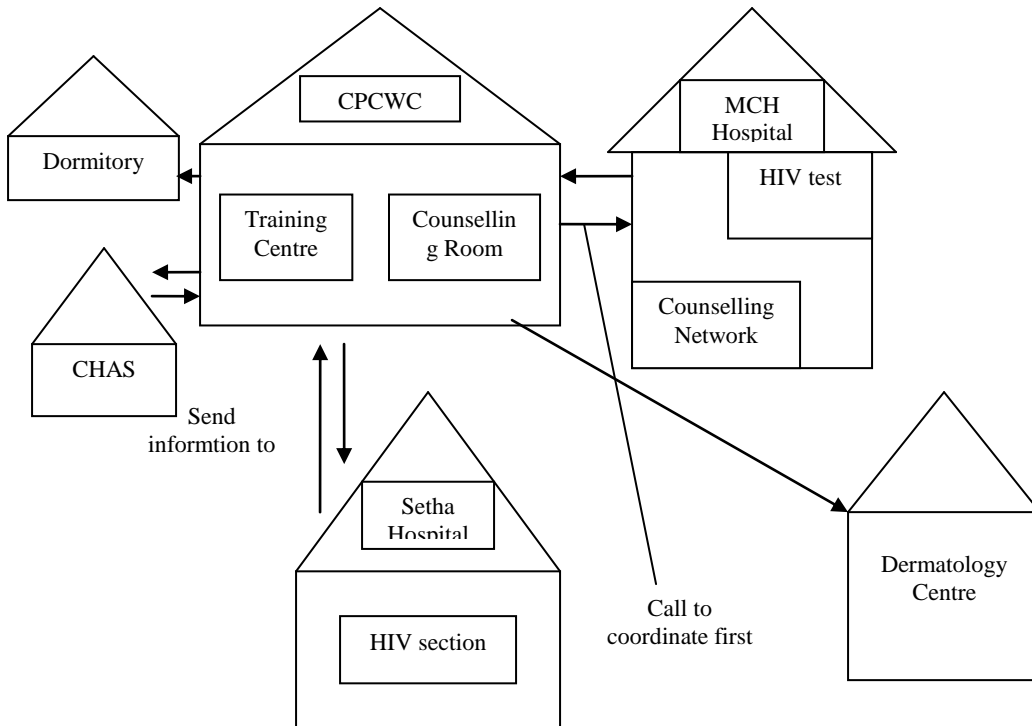 CPCWC
MCH
Hospital
Dormitory
HIV test
Training
Centre
Counsellin
g Room
Counselling
Network
CHAS
Send
informtion to
Setha
Hospital
Dermatology
Centre
Call to
coordinate first
HIV section